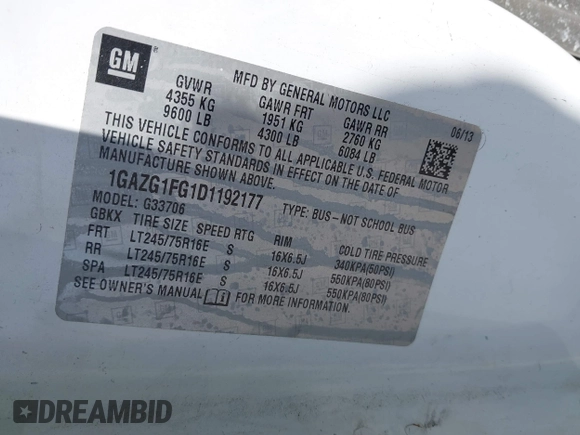 GM
MFD BY GENERAL MOTORS LLC
06/13
GVWR GAWR FRT GAWR RR
4355 KG 1951 KG 2760 KG
9600 LB 4300 LB 6084 LB
THIS VEHICLE CONFORMS TO ALL APPLICABLE U.S. FEDERAL MOTOR
VEHICLE SAFETY STANDARDS IN EFFECT ON THE DATE OF
MANUFACTURE SHOWN ABOVE.
1GAZG1FG1D1192177 TYPE: BUS-NOT SCHOOL BUS
MODEL: G33706
GBKX TIRE SIZE SPEED RTG RIM COLD TIRE PRESSURE
FRT LT245/75R16E S 16X6.5J 340KPA(50PSI)
RR LT245/75R16E S 16X6.5J 550KPA(80PSI)
SPA LT245/75R16E S 16X6.5J 550KPA(80PSI)
SEE OWNER'S MANUAL FOR MORE INFORMATION.
DREAMBID